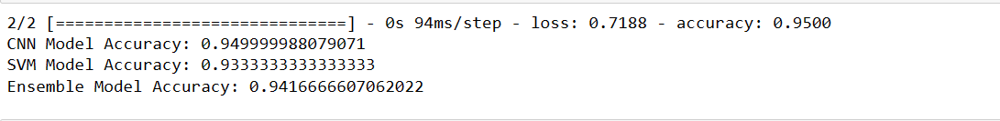 2/2 [==============================] - 0s 94ms/step - loss: 0.7188 - accuracy: 0.9500
CNN Model Accuracy: 0.949999988079071
SVM Model Accuracy: 0.9333333333333333
Ensemble Model Accuracy: 0.9416666607062022